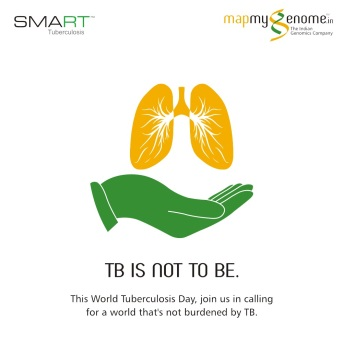 SMART™
Tuberculosis
mapmygenome.in
The Indian
Genomics Company
TB IS NOT TO BE.
This World Tuberculosis Day, join us in calling
for a world that's not burdened by TB.